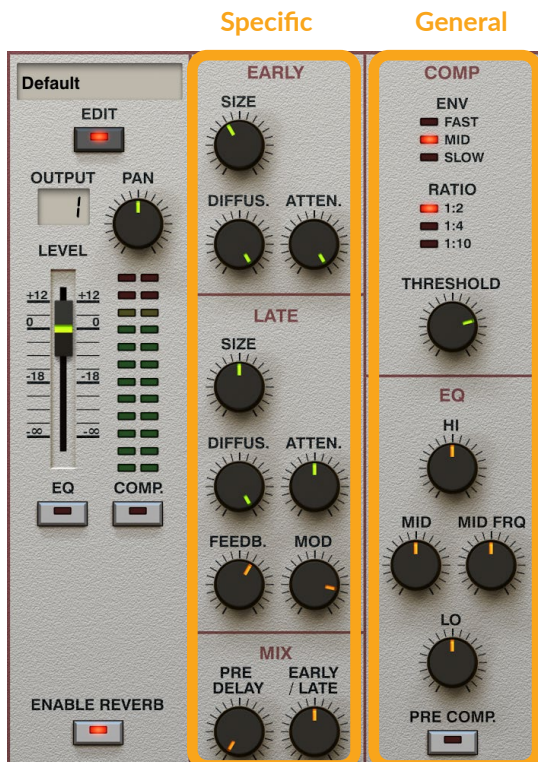 Specific
General
Default
EDIT
OUTPUT
PAN
1
LEVEL
+12
+12
0
0
-18
-18
-∞
-∞
EQ
COMP.
ENABLE REVERB
EARLY
SIZE
DIFFUS.
ATTEN.
LATE
SIZE
DIFFUS.
ATTEN.
FEEDB.
MOD
MIX
PRE
DELAY
EARLY
/ LATE
COMP
ENV
FAST
MID
SLOW
RATIO
1:2
1:4
1:10
THRESHOLD
EQ
HI
MID
MID FRQ
LO
PRE COMP.